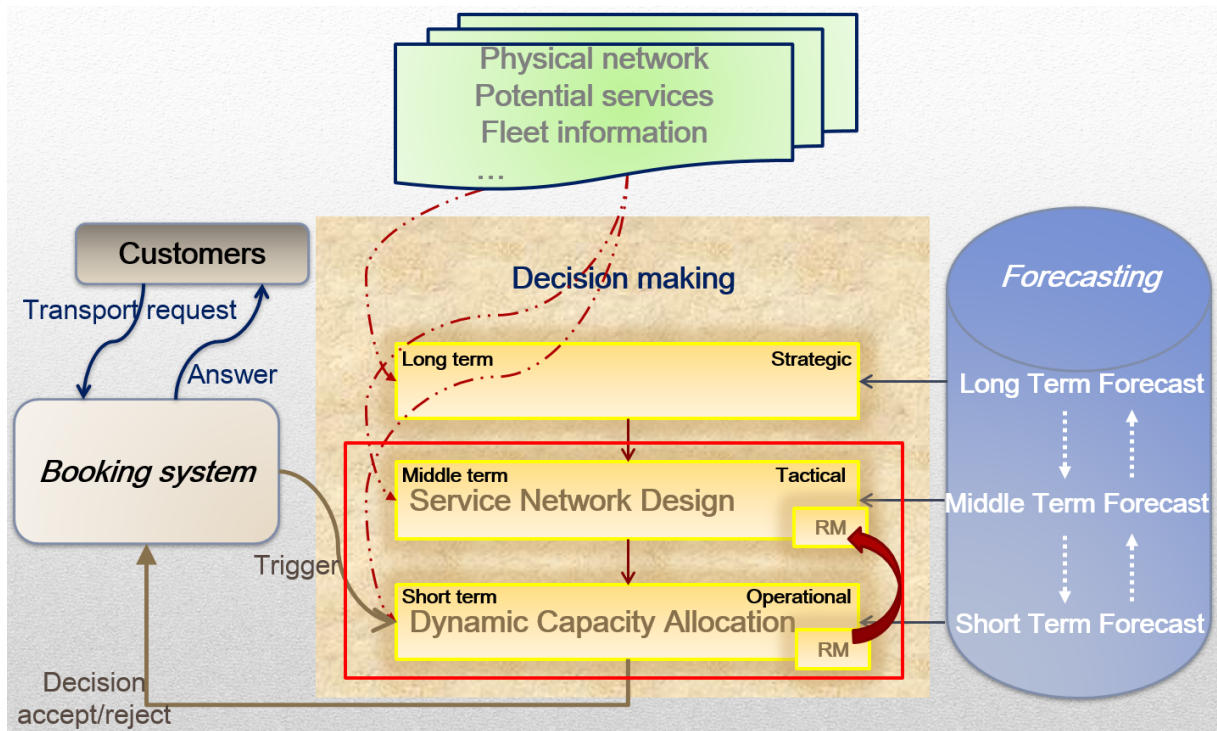 Physical network
Potential services
Fleet information
...
Customers
Transport request
Answer
Booking system
Trigger
Decision
accept/reject
Decision making
Long term Strategic
Middle term Tactical
Service Network Design
RM
Short term Operational
Dynamic Capacity Allocation
RM
Forecasting
Long Term Forecast
Middle Term Forecast
Short Term Forecast